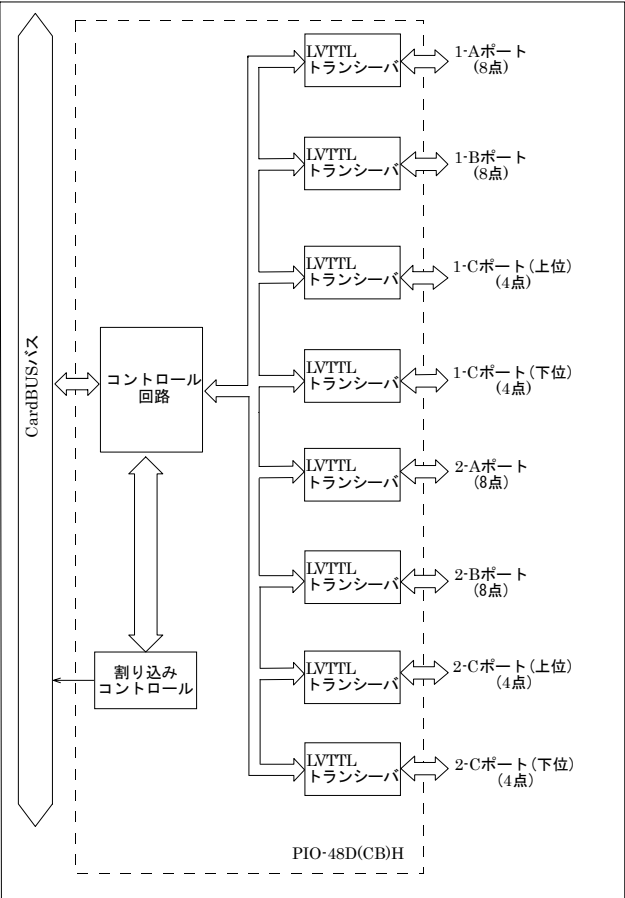 LVTTL
トランシーバ
1-Aポート
(8点)
LVTTL
トランシーバ
1-Bポート
(8点)
LVTTL
トランシーバ
1-Cポート(上位)
(4点)
CardBUSバス
コントロール
回路
LVTTL
トランシーバ
1-Cポート(下位)
(4点)
LVTTL
トランシーバ
2-Aポート
(8点)
LVTTL
トランシーバ
2-Bポート
(8点)
割り込み
コントロール
LVTTL
トランシーバ
2-Cポート(上位)
(4点)
LVTTL
トランシーバ
2-Cポート(下位)
(4点)
PIO-48D(CB)H